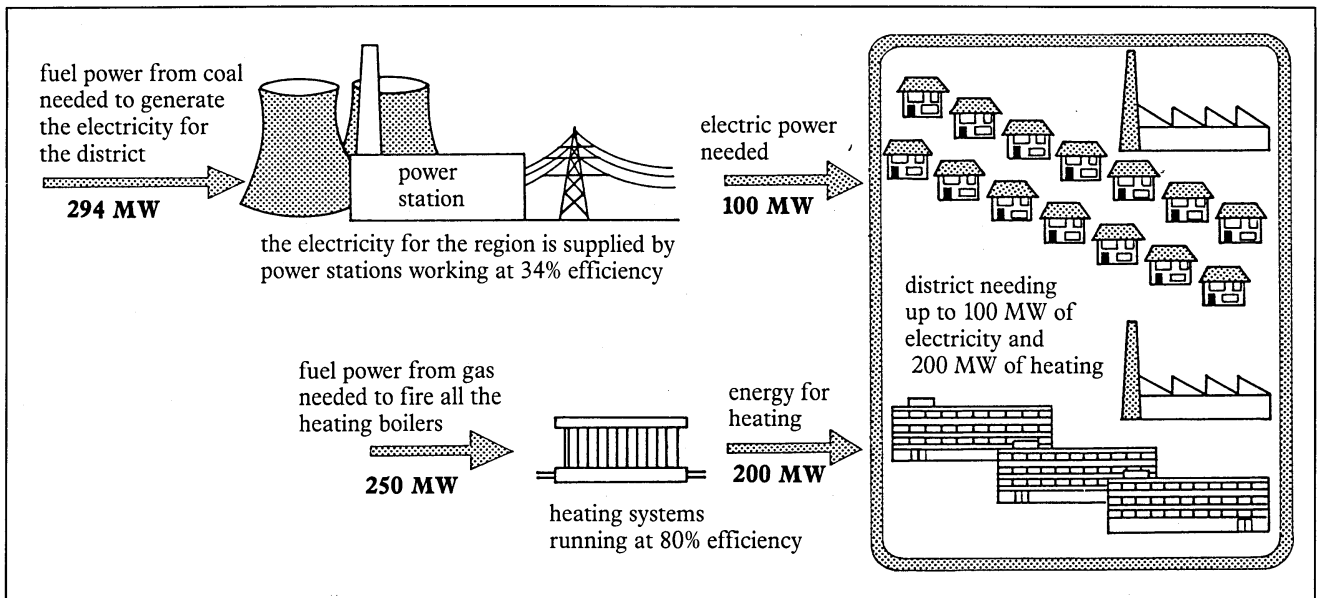 fuel power from coal
needed to generate
the electricity for
the district
294 MW
power
station
the electricity for the region is supplied by
power stations working at 34% efficiency
electric power
needed
100 MW
fuel power from gas
needed to fire all the
heating boilers
250 MW
heating systems
running at 80% efficiency
energy for
heating
200 MW
district needing
up to 100 MW of
electricity and
200 MW of heating